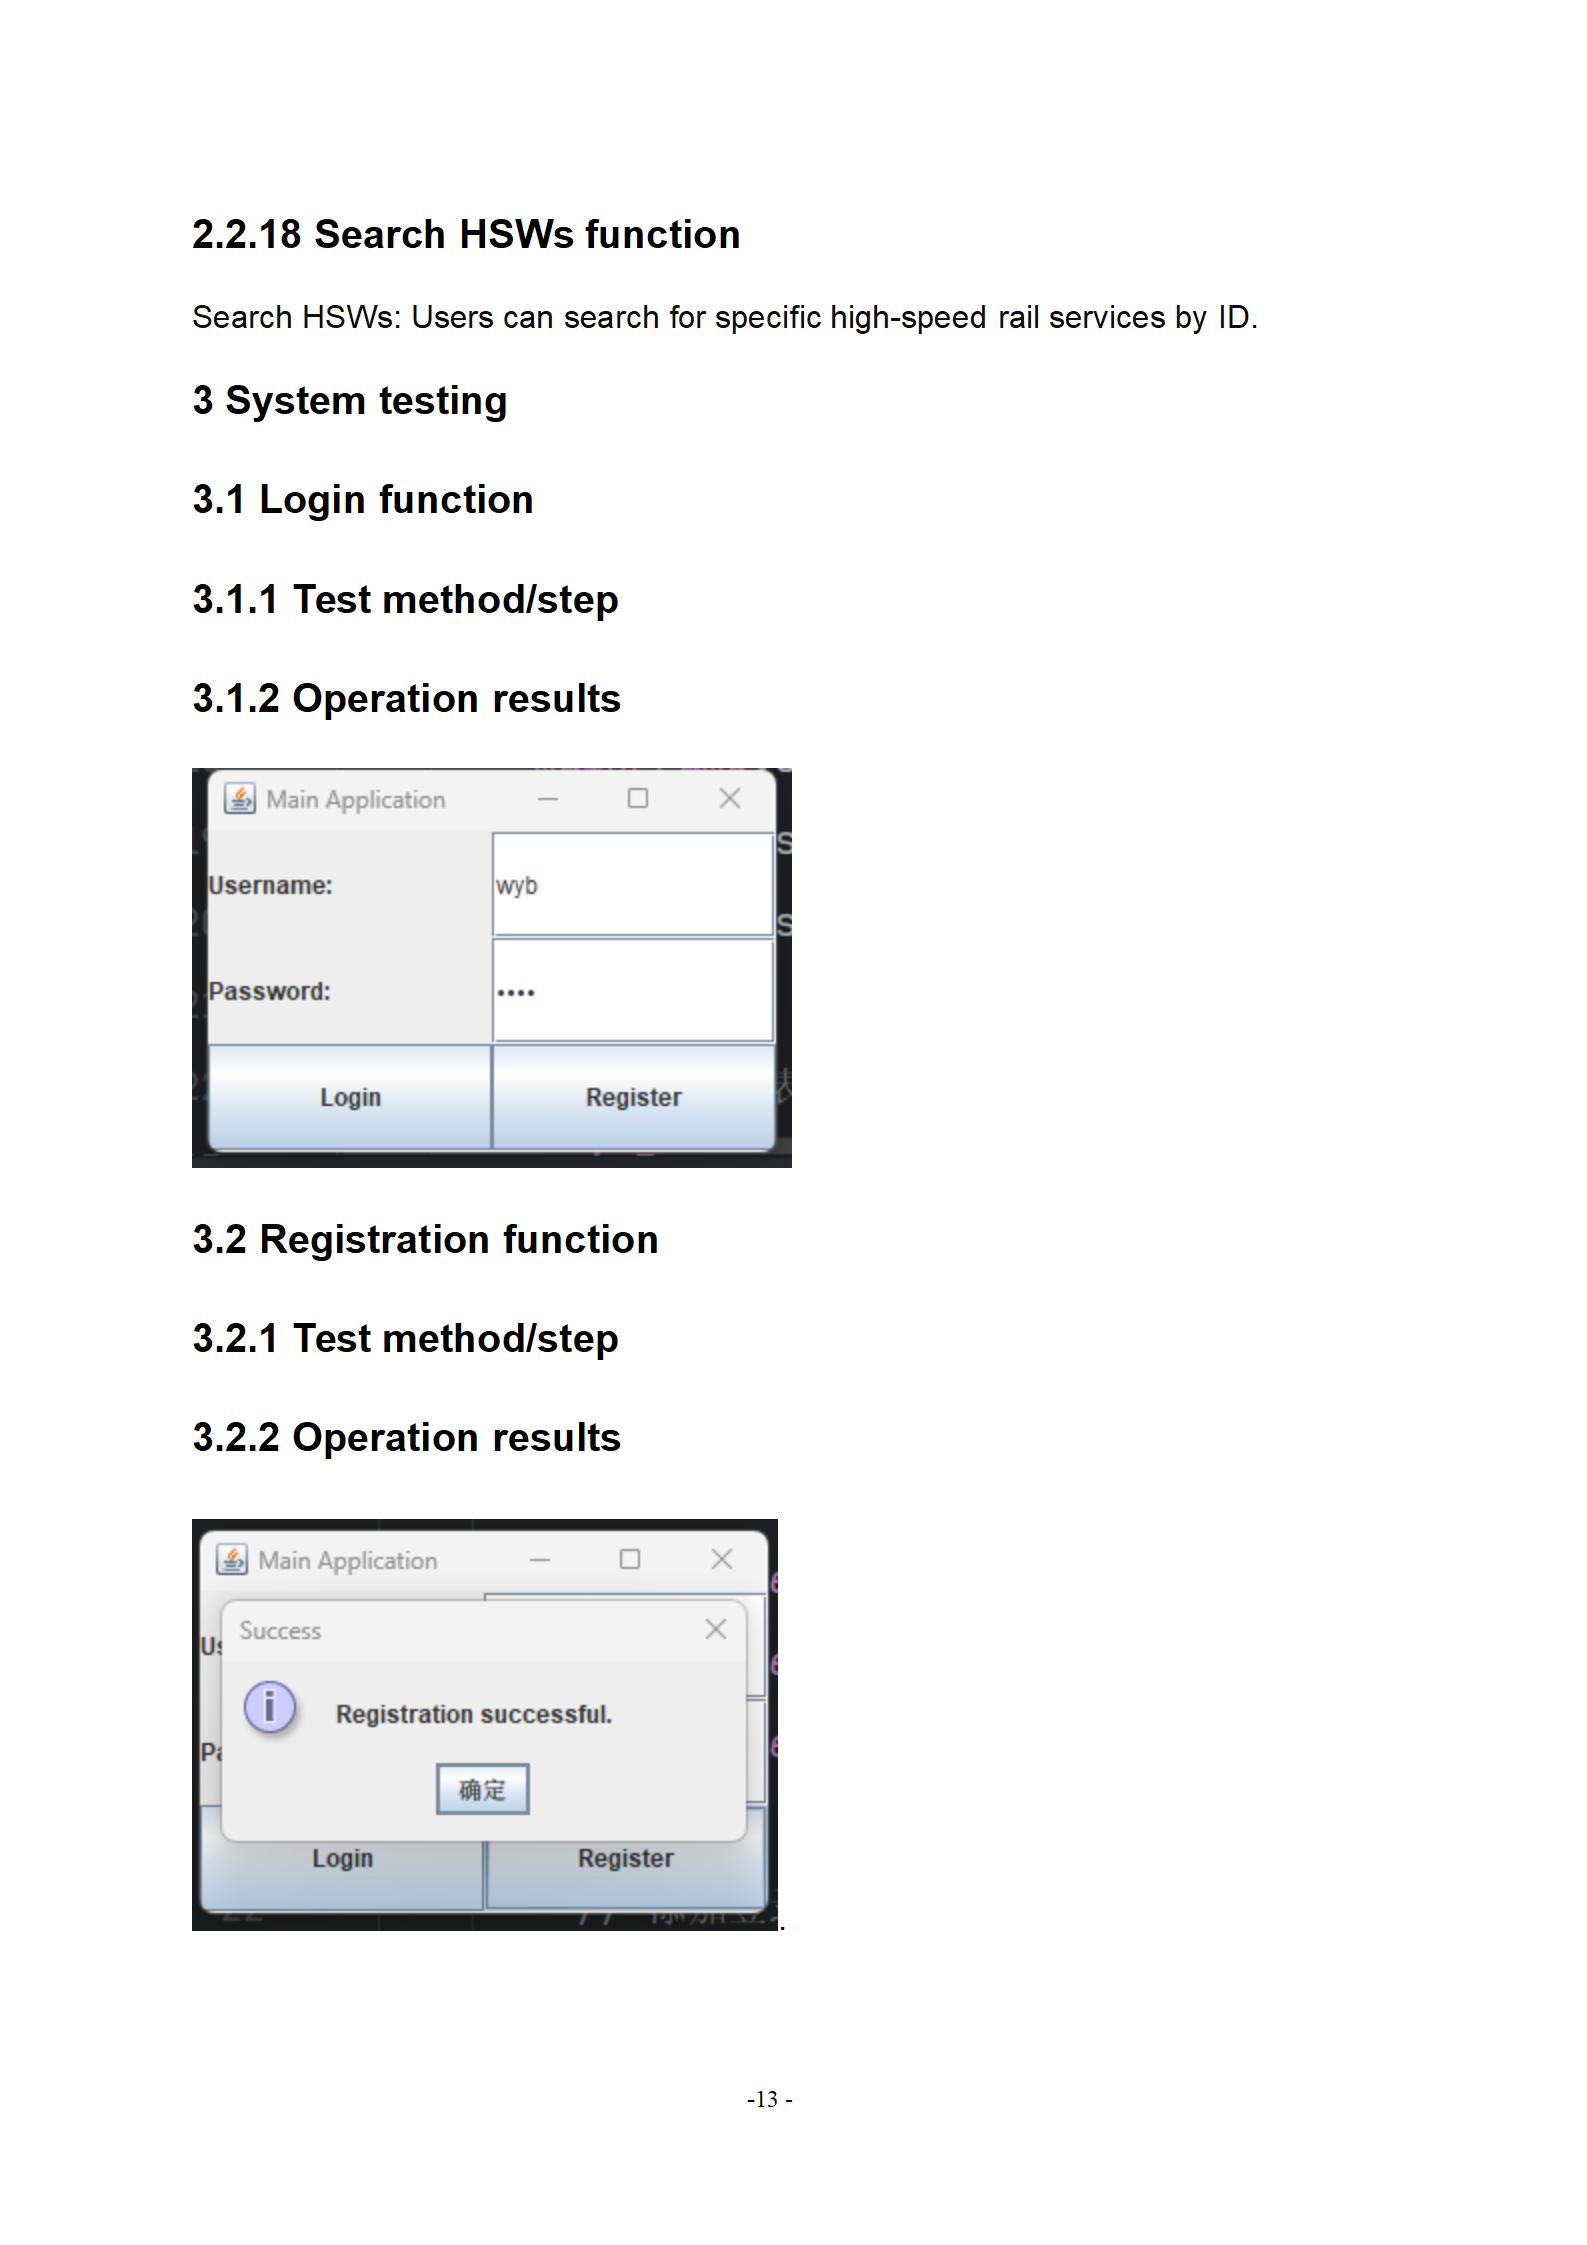 2.2.18 Search HSWs function
Search HSWs: Users can search for specific high-speed rail services by ID.
3 System testing
3.1 Login function
3.1.1 Test method/step
3.1.2 Operation results
Main Application
Username:
wyb
Password:
••••
Login Register
3.2 Registration function
3.2.1 Test method/step
3.2.2 Operation results
Main Application
Success
Registration successful.
确定
Login Register
.
-13 -